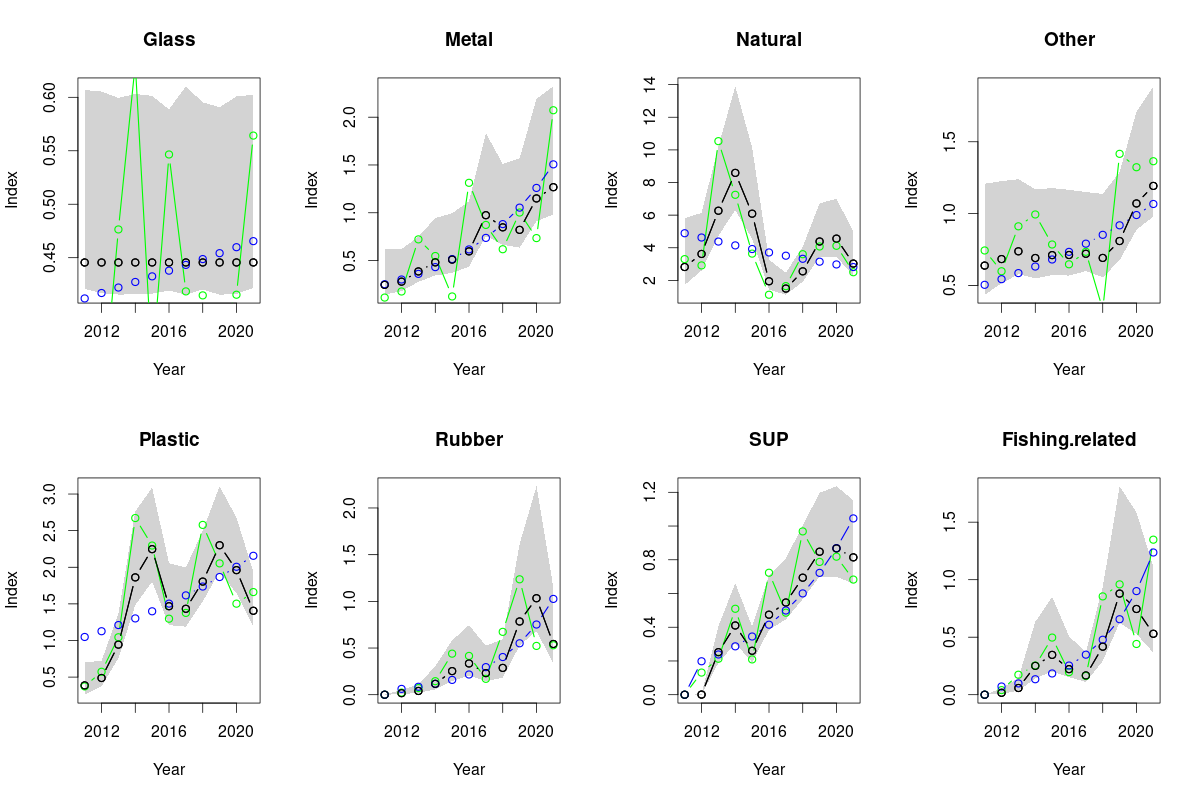 Glass
Index
0.60
0.55
0.50
0.45
2012 2016 2020
Year
Metal
Index
2.0
1.5
1.0
0.5
2012 2016 2020
Year
Natural
Index
14
12
10
8
6
4
2
2012 2016 2020
Year
Other
Index
1.5
1.0
0.5
2012 2016 2020
Year
Plastic
Index
3.0
2.5
2.0
1.5
1.0
0.5
2012 2016 2020
Year
Rubber
Index
2.0
1.5
1.0
0.5
0.0
2012 2016 2020
Year
SUP
Index
1.2
0.8
0.4
0.0
2012 2016 2020
Year
Fishing.related
Index
1.5
1.0
0.5
0.0
2012 2016 2020
Year